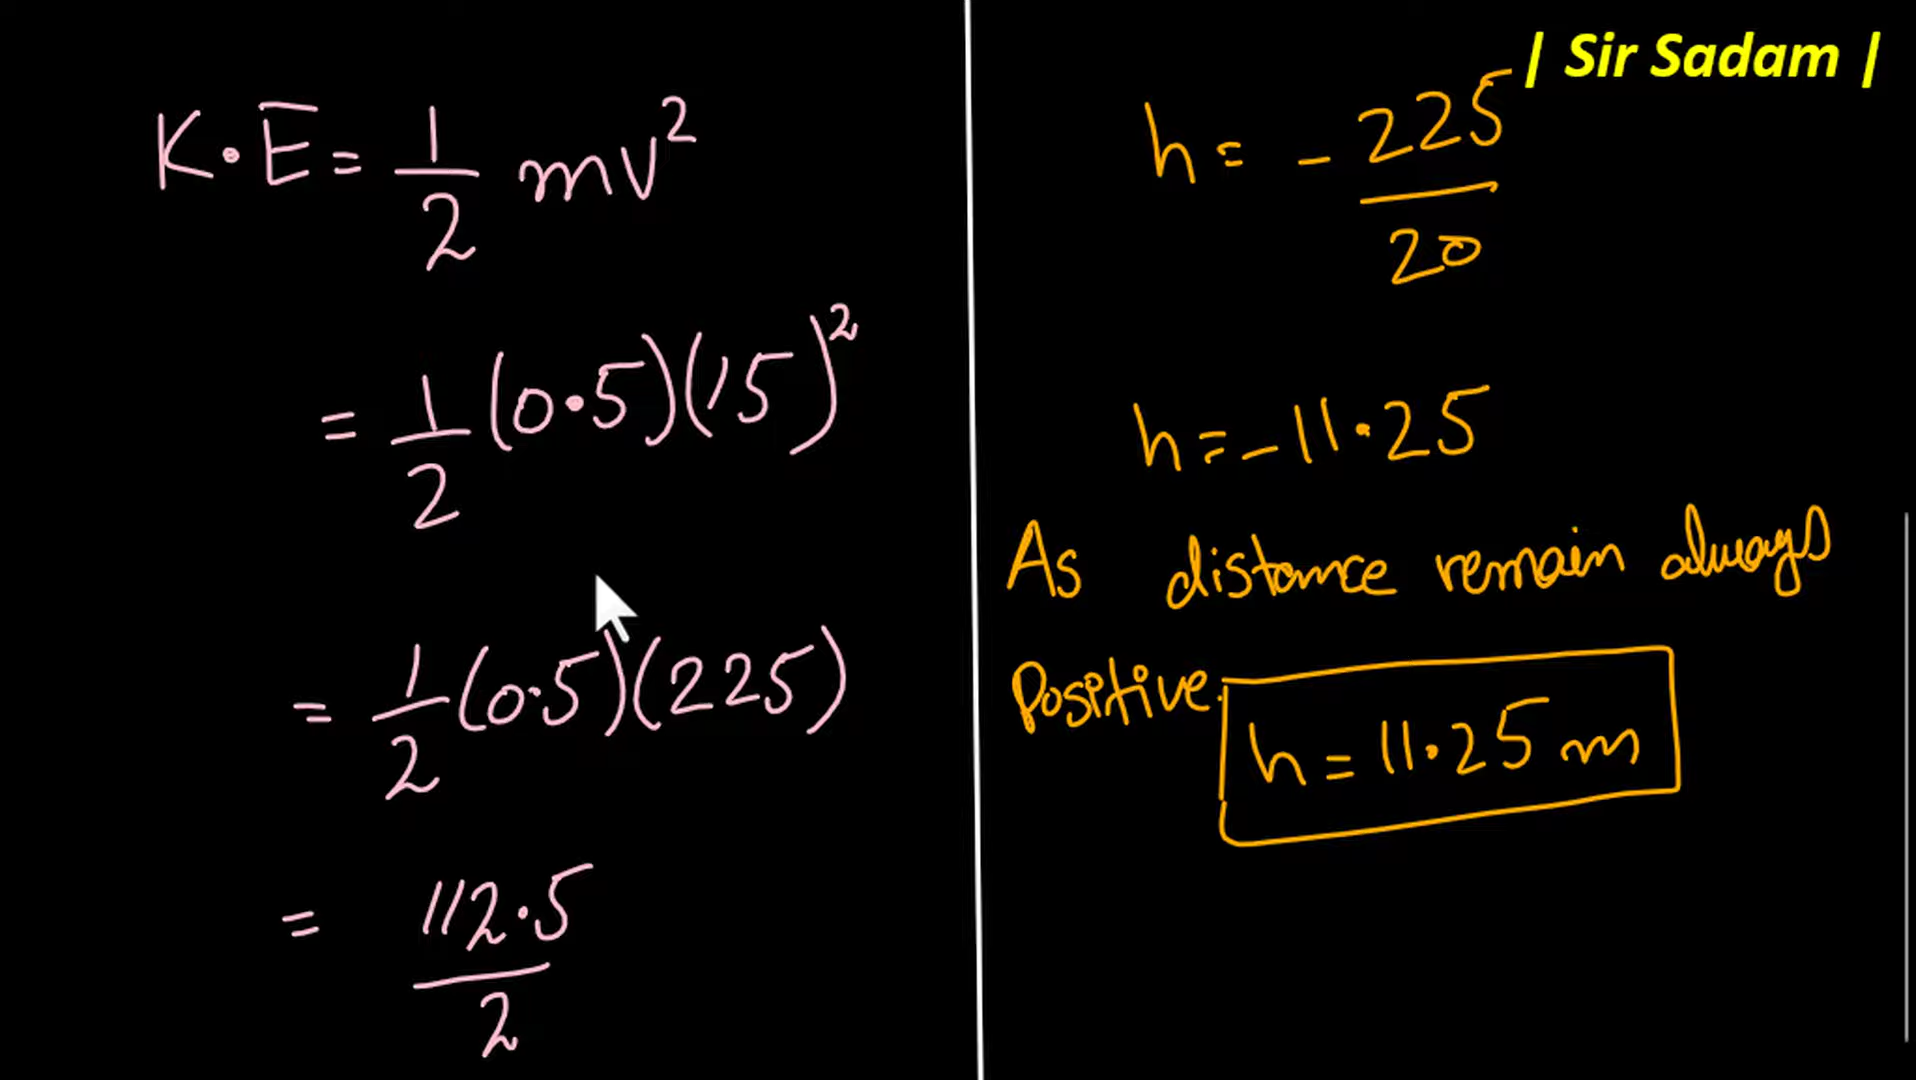 | Sir Sadam |
K.E = 1/2 mv²
= 1/2 (0.5)(15)²
= 1/2 (0.5)(225)
= 112.5/2
h = - 225/20
h = - 11.25
As distance remain always
Positive.
h = 11.25 m